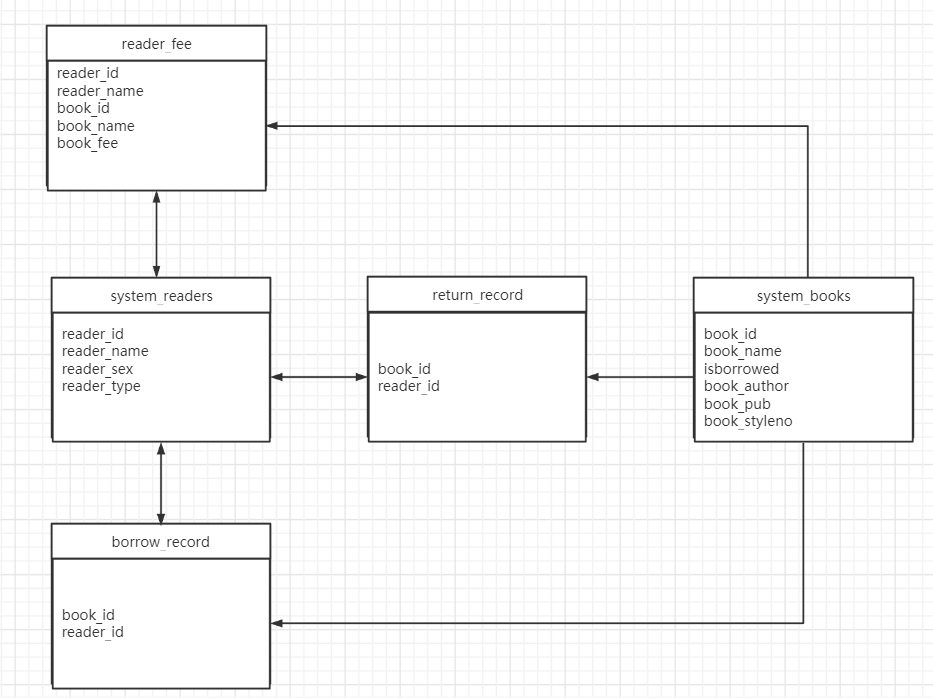 reader_fee
reader_id
reader_name
book_id
book_name
book_fee
system_readers
reader_id
reader_name
reader_sex
reader_type
return_record
book_id
reader_id
system_books
book_id
book_name
isborrowed
book_author
book_pub
book_styleno
borrow_record
book_id
reader_id